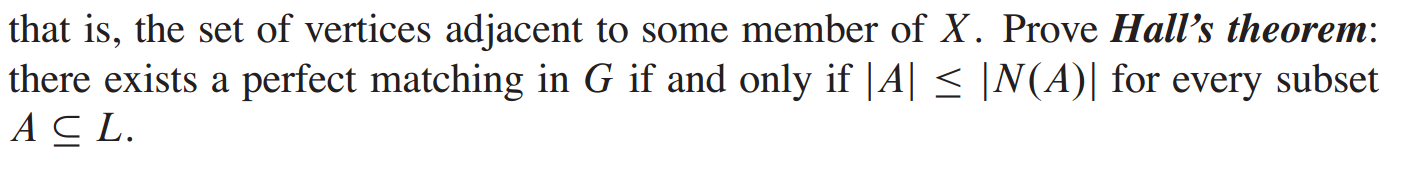 that is, the set of vertices adjacent to some member of X. Prove Hall's theorem:
there exists a perfect matching in G if and only if |A| ≤ |N(A)| for every subset
A ⊆ L.